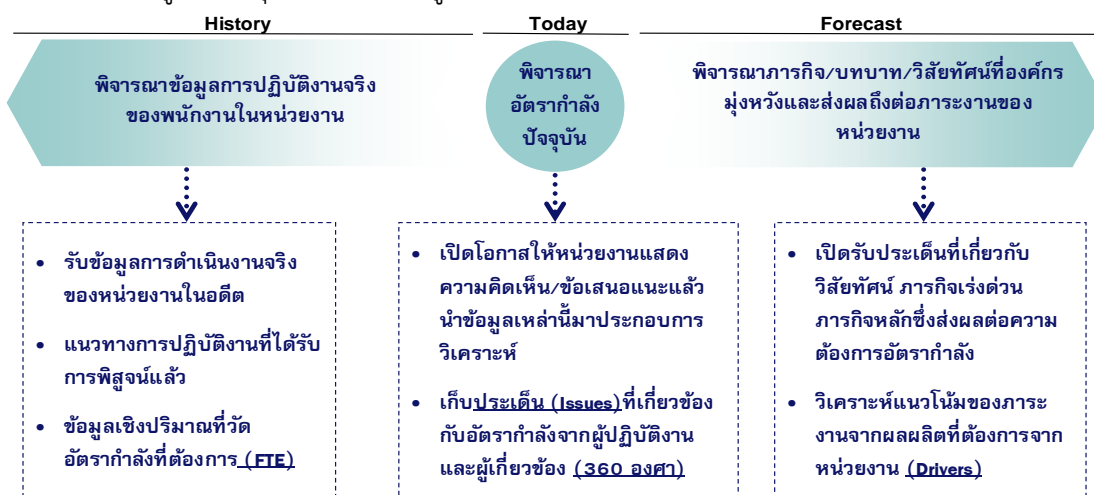 History
Today
Forecast
พิจารณาข้อมูลการปฏิบัติงานจริง
ของพนักงานในหน่วยงาน
พิจารณา
อัตรากำลัง
ปัจจุบัน
พิจารณาภารกิจ/บทบาท/วิสัยทัศน์ที่องค์กร
มุ่งหวังและส่งผลถึงต่อภาระงานของ
หน่วยงาน
• รับข้อมูลการดำเนินงานจริง
ของหน่วยงานในอดีต
• แนวทางการปฏิบัติงานที่ได้รับ
การพิสูจน์แล้ว
• ข้อมูลเชิงปริมาณที่วัด
อัตรากำลังที่ต้องการ (FTE)
• เปิดโอกาสให้หน่วยงานแสดง
ความคิดเห็น/ข้อเสนอแนะแล้ว
นำข้อมูลเหล่านี้มาประกอบการ
วิเคราะห์
• เก็บประเด็น (Issues)ที่เกี่ยวข้อง
กับอัตรากำลังจากผู้ปฏิบัติงาน
และผู้เกี่ยวข้อง (360 องศา)
• เปิดรับประเด็นที่เกี่ยวกับ
วิสัยทัศน์ ภารกิจเร่งด่วน
ภารกิจหลักซึ่งส่งผลต่อความ
ต้องการอัตรากำลัง
• วิเคราะห์แนวโน้มของภาระ
งานจากผลผลิตที่ต้องการจาก
หน่วยงาน (Drivers)